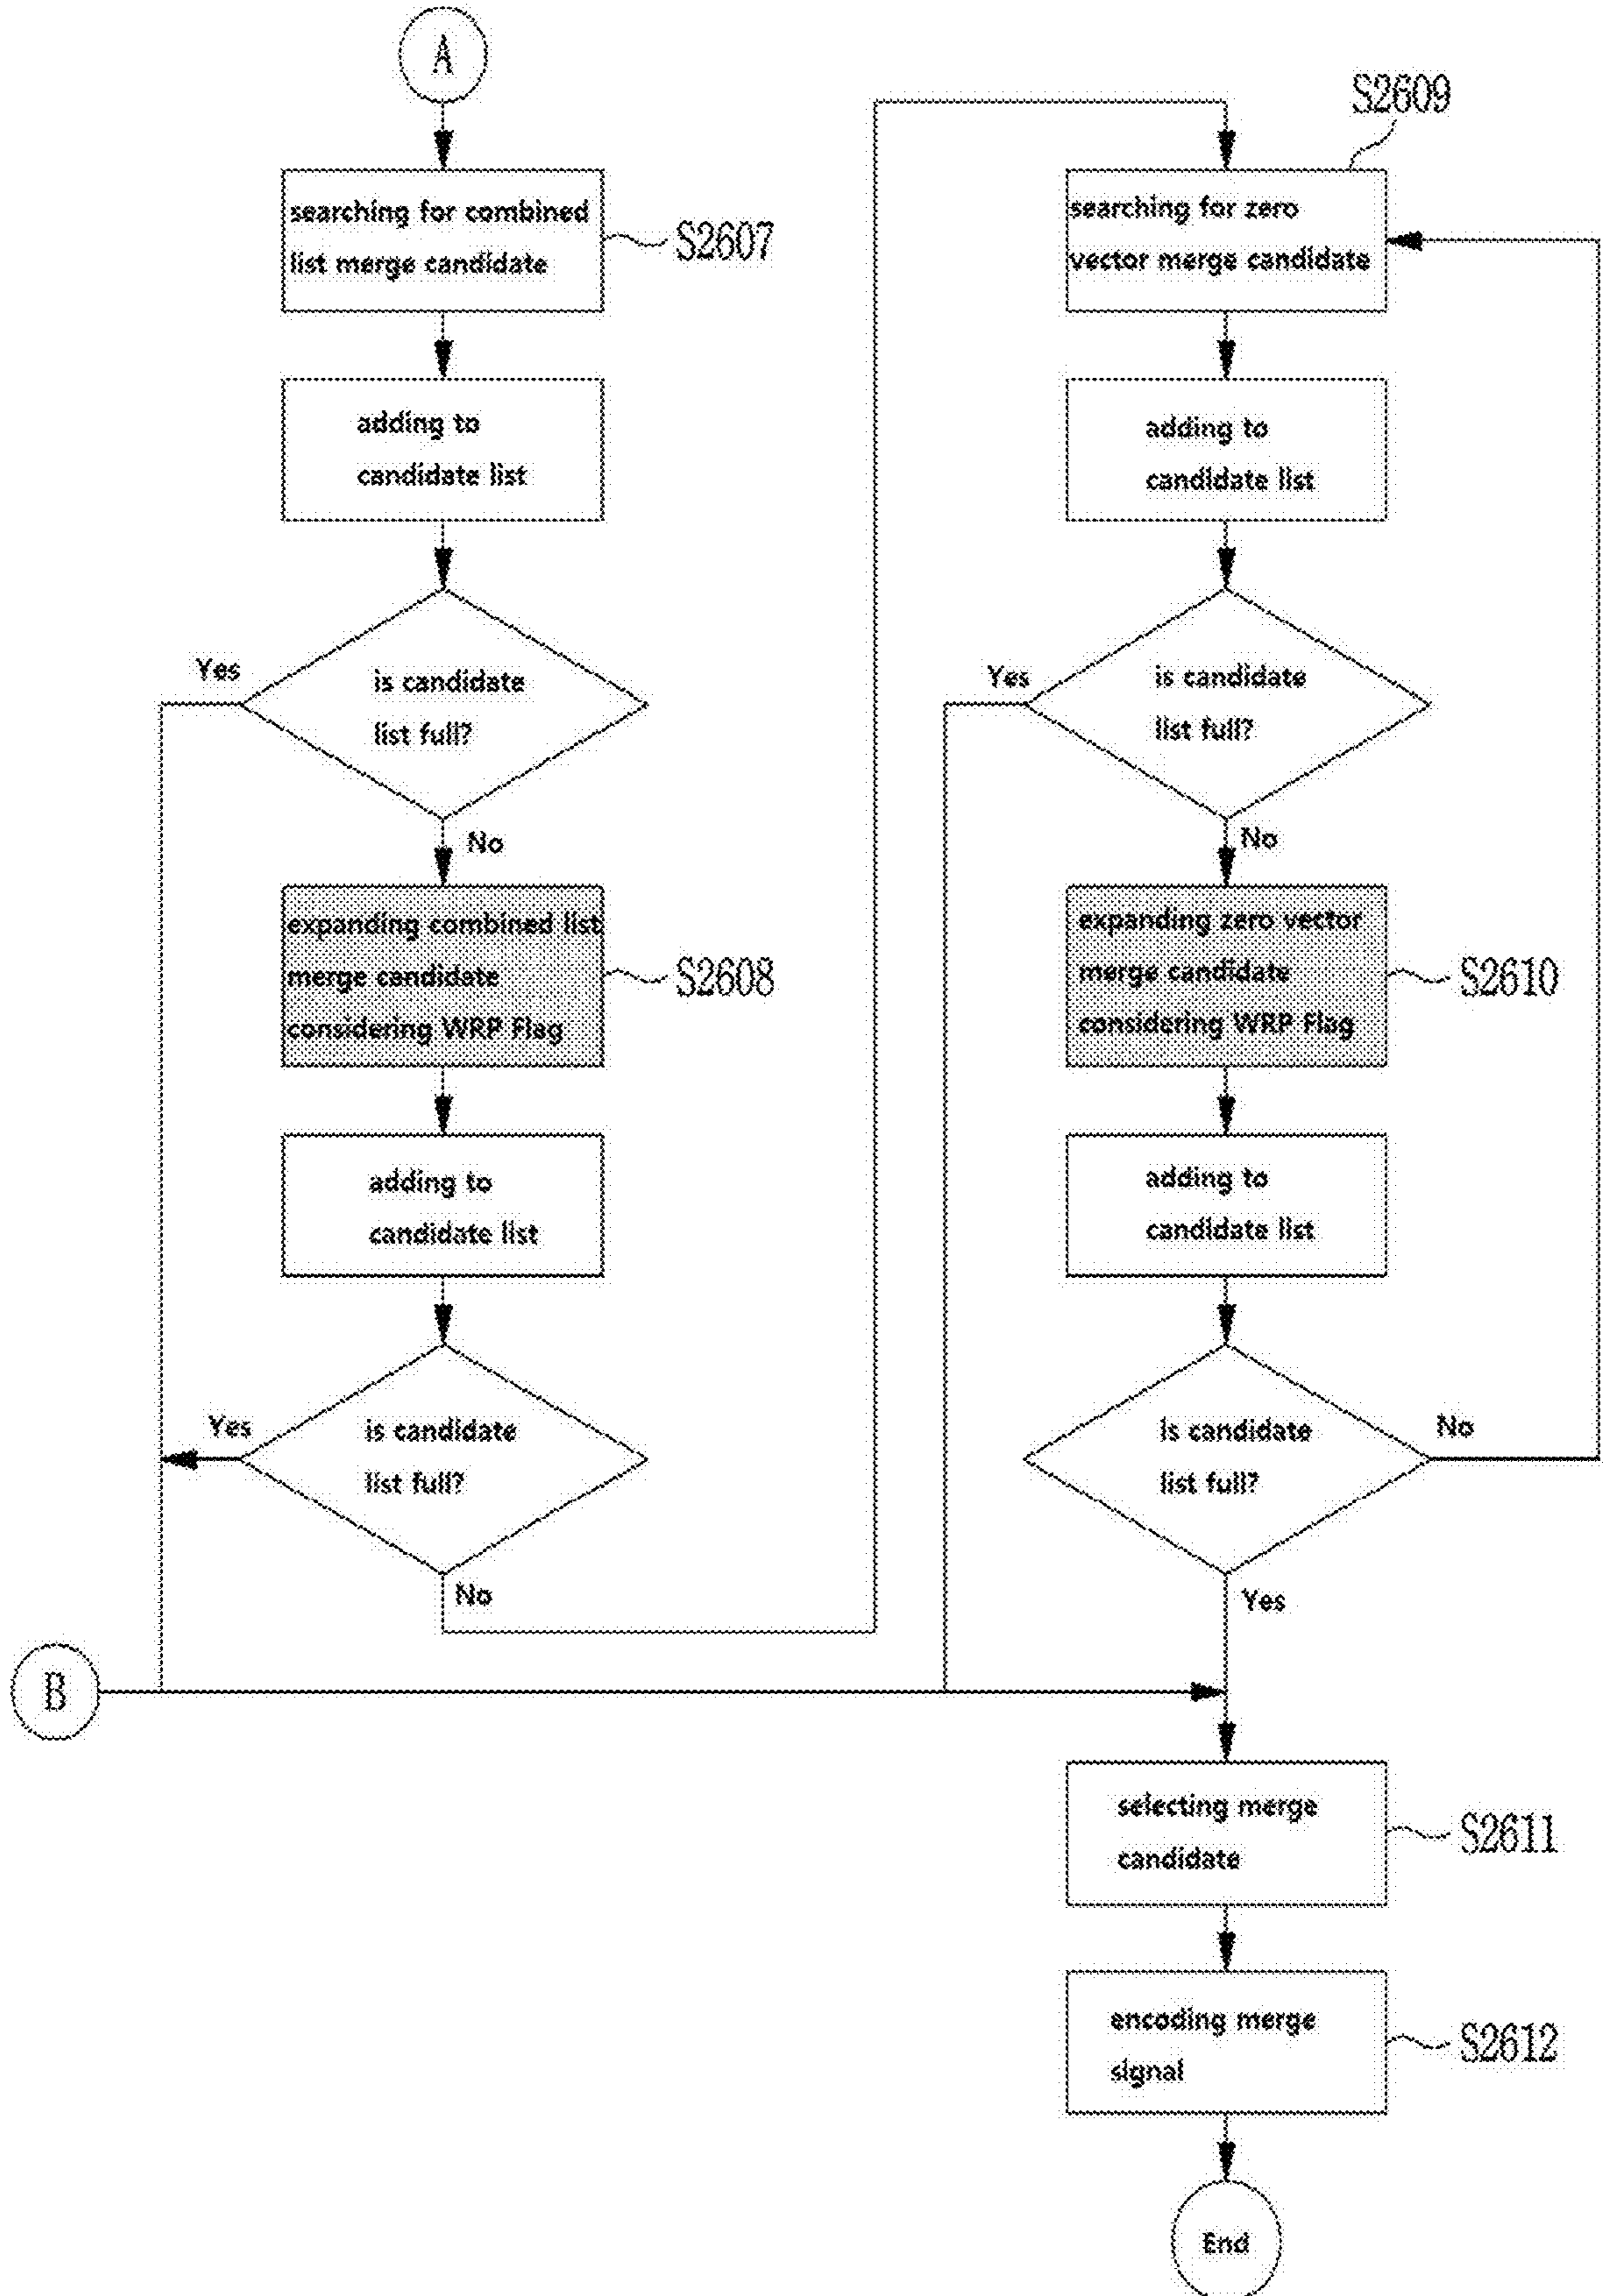 A
searching for combined
list merge candidate
S2607
adding to
candidate list
Yes
is candidate
list full?
No
expanding combined list
merge candidate
considering WRP Flag
S2608
adding to
candidate list
Yes
is candidate
list full?
No
B
S2609
searching for zero
vector merge candidate
adding to
candidate list
Yes
is candidate
list full?
No
expanding zero vector
merge candidate
considering WRP Flag
S2610
adding to
candidate list
is candidate
list full?
No
Yes
selecting merge
candidate
S2611
encoding merge
signal
S2612
End